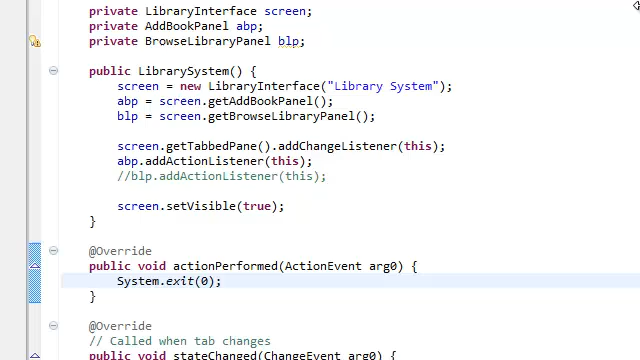 private LibraryInterface screen;
private AddBookPanel abp;
private BrowseLibraryPanel blp;
public LibrarySystem() {
screen = new LibraryInterface("Library System");
abp = screen.getAddBookPanel();
blp = screen.getBrowseLibraryPanel();
screen.getTabbedPane().addChangeListener(this);
abp.addActionListener(this);
//blp.addActionListener(this);
screen.setVisible(true);
}
@Override
public void actionPerformed(ActionEvent arg0) {
System.exit(0);
}
@Override
// Called when tab changes
public void stateChanged(ChangeEvent arg0) {